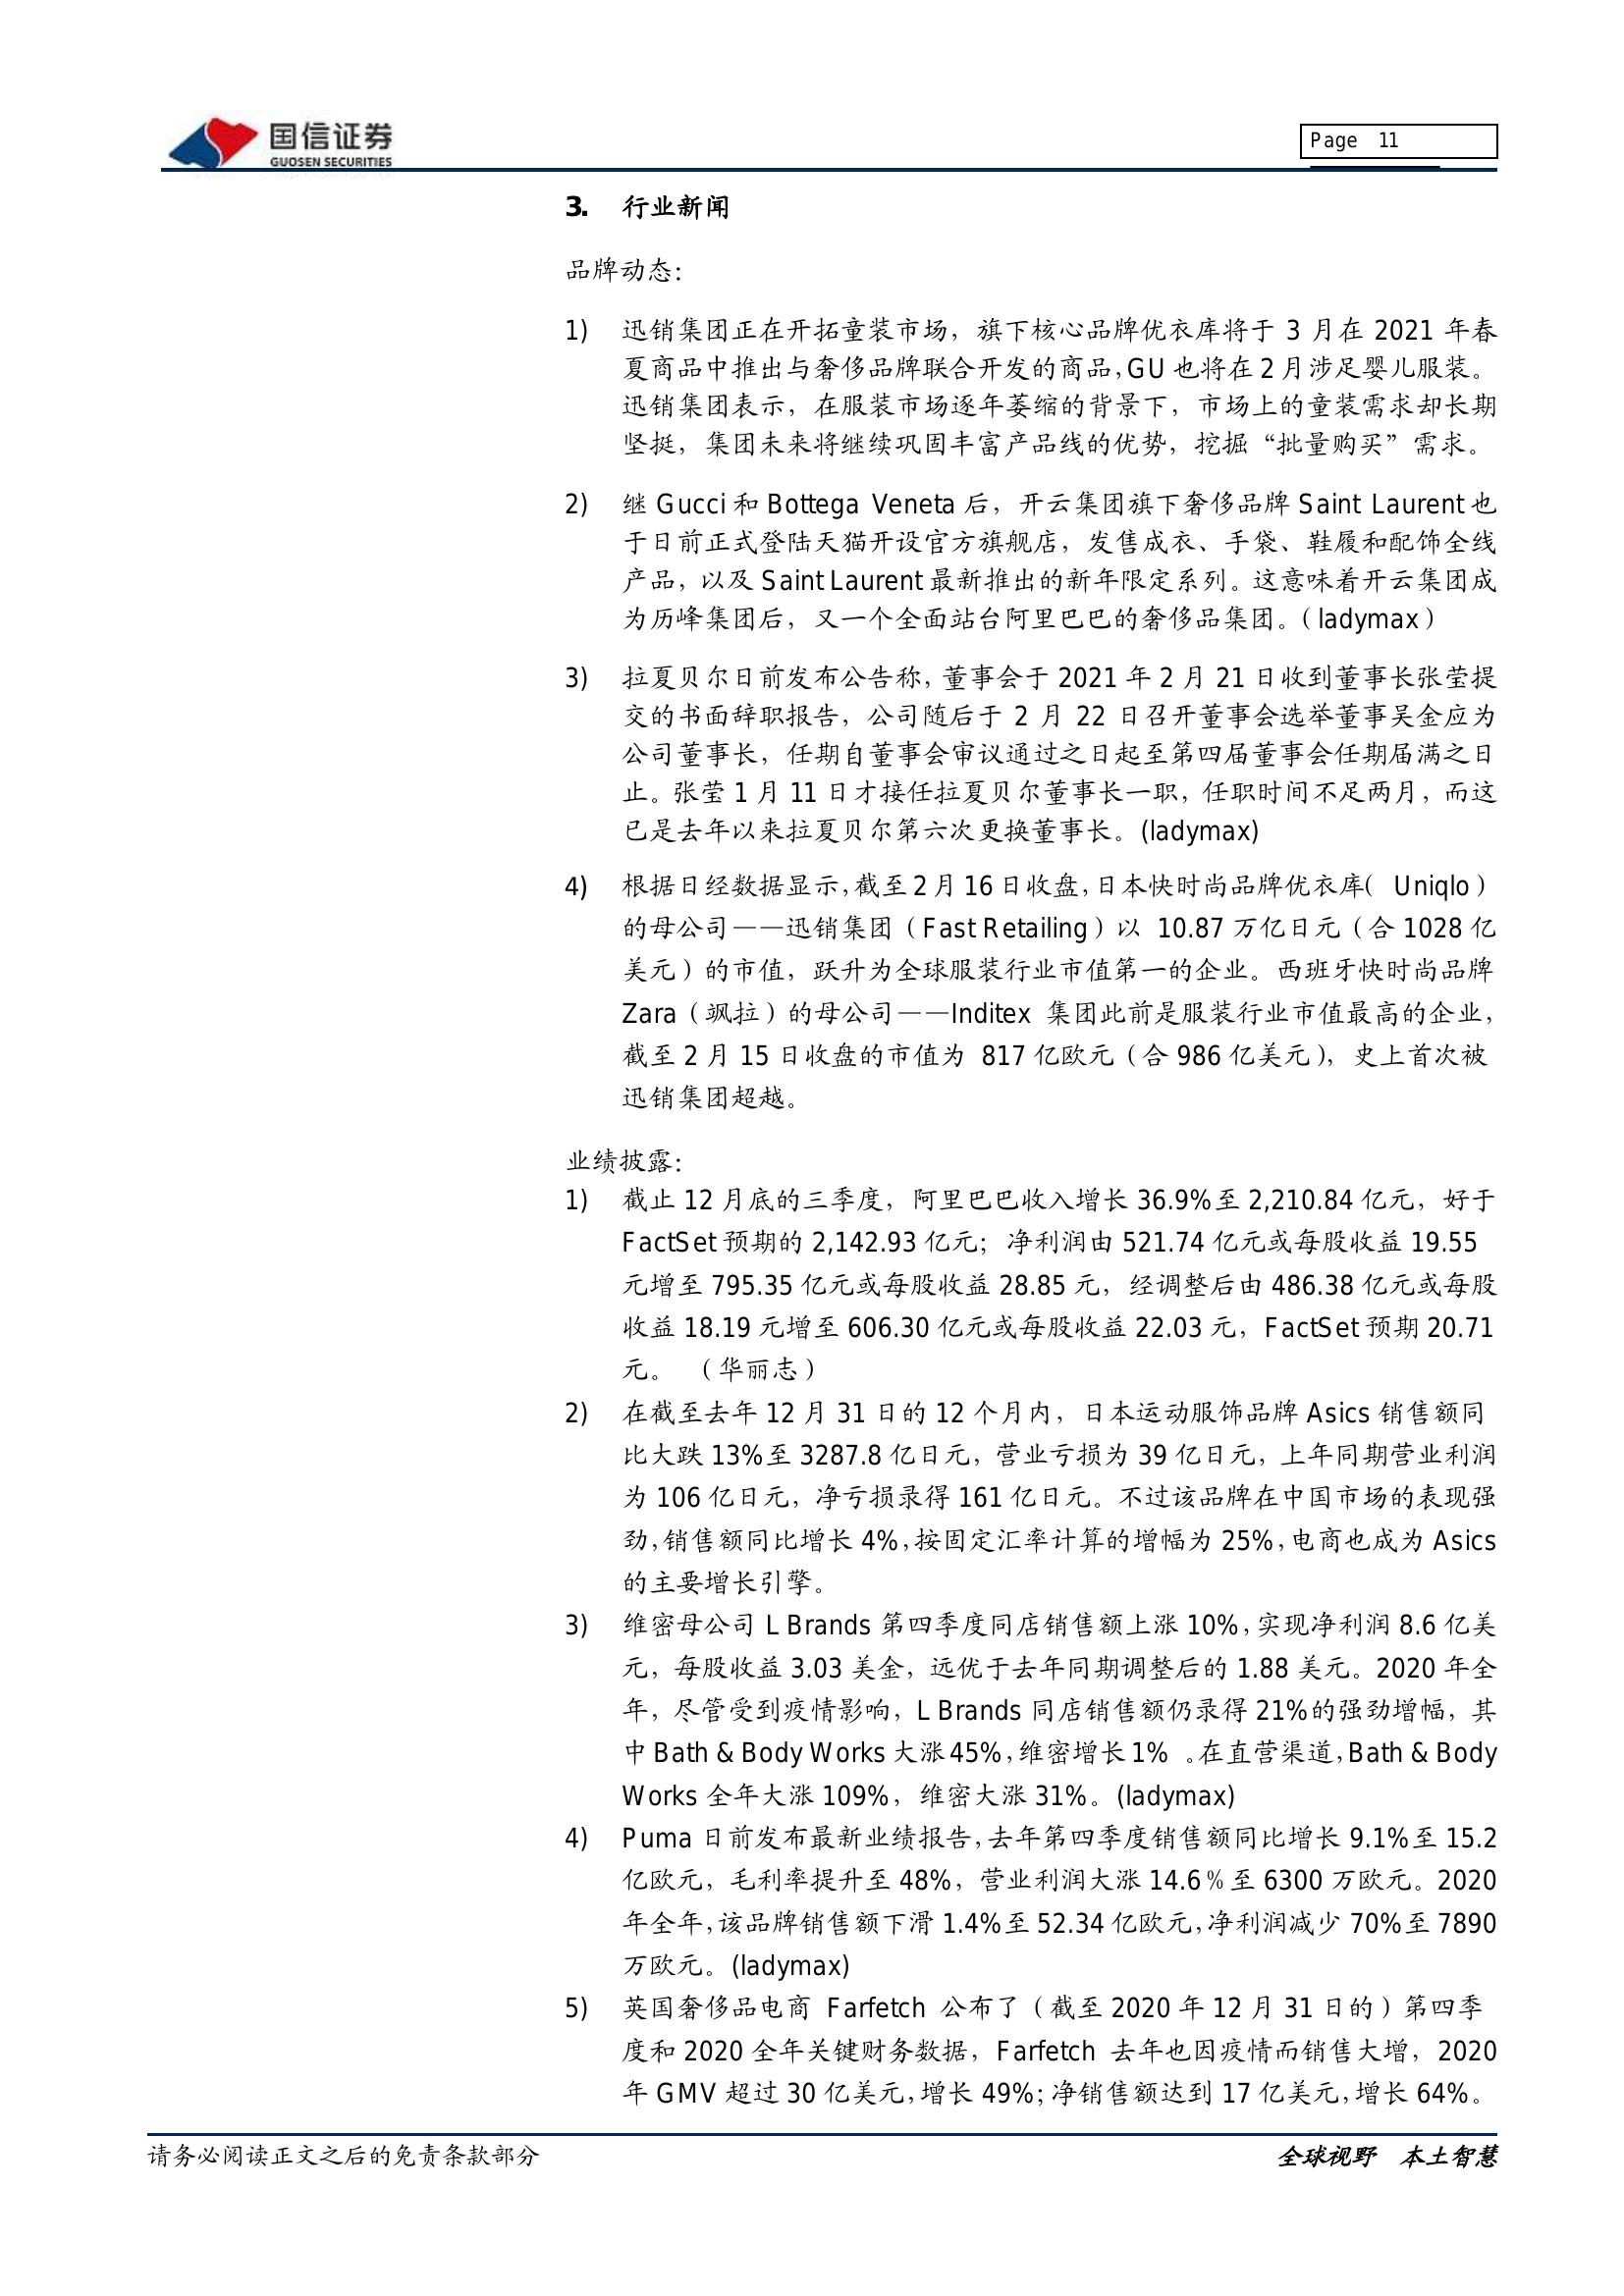 国信证券
GUOSEN SECURITIES
Page 11
3. 行业新闻
品牌动态：
1) 迅销集团正在开拓童装市场，旗下核心品牌优衣库将于 3 月在 2021 年春
夏商品中推出与奢侈品牌联合开发的商品，GU 也将在 2 月涉足婴儿服装。
迅销集团表示，在服装市场逐年萎缩的背景下，市场上的童装需求却长期
坚挺，集团未来将继续巩固丰富产品线的优势，挖掘“批量购买”需求。
2) 继 Gucci 和 Bottega Veneta 后，开云集团旗下奢侈品牌 Saint Laurent 也
于日前正式登陆天猫开设官方旗舰店，发售成衣、手袋、鞋履和配饰全线
产品，以及 Saint Laurent 最新推出的新年限定系列。这意味着开云集团成
为历峰集团后，又一个全面站台阿里巴巴的奢侈品集团。（ladymax）
3) 拉夏贝尔日前发布公告称，董事会于 2021 年 2 月 21 日收到董事长张莹提
交的书面辞职报告，公司随后于 2 月 22 日召开董事会选举董事吴金应为
公司董事长，任期自董事会审议通过之日起至第四届董事会任期届满之日
止。张莹 1 月 11 日才接任拉夏贝尔董事长一职，任职时间不足两月，而这
已是去年以来拉夏贝尔第六次更换董事长。(ladymax)
4) 根据日经数据显示，截至 2 月 16 日收盘，日本快时尚品牌优衣库（ Uniqlo）
的母公司——迅销集团（Fast Retailing）以 10.87 万亿日元（合 1028 亿
美元）的市值，跃升为全球服装行业市值第一的企业。西班牙快时尚品牌
Zara（飒拉）的母公司——Inditex 集团此前是服装行业市值最高的企业，
截至 2 月 15 日收盘的市值为 817 亿欧元（合 986 亿美元），史上首次被
迅销集团超越。
业绩披露：
1) 截止 12 月底的三季度，阿里巴巴收入增长 36.9%至 2,210.84 亿元，好于
FactSet 预期的 2,142.93 亿元；净利润由 521.74 亿元或每股收益 19.55
元增至 795.35 亿元或每股收益 28.85 元，经调整后由 486.38 亿元或每股
收益 18.19 元增至 606.30 亿元或每股收益 22.03 元，FactSet 预期 20.71
元。 （华丽志）
2) 在截至去年 12 月 31 日的 12 个月内，日本运动服饰品牌 Asics 销售额同
比大跌 13%至 3287.8 亿日元，营业亏损为 39 亿日元，上年同期营业利润
为 106 亿日元，净亏损录得 161 亿日元。不过该品牌在中国市场的表现强
劲，销售额同比增长 4%，按固定汇率计算的增幅为 25%，电商也成为 Asics
的主要增长引擎。
3) 维密母公司 L Brands 第四季度同店销售额上涨 10%，实现净利润 8.6 亿美
元，每股收益 3.03 美金，远优于去年同期调整后的 1.88 美元。2020 年全
年，尽管受到疫情影响，L Brands 同店销售额仍录得 21%的强劲增幅，其
中 Bath & Body Works 大涨 45%，维密增长 1% 。在直营渠道，Bath & Body
Works 全年大涨 109%，维密大涨 31%。(ladymax)
4) Puma 日前发布最新业绩报告，去年第四季度销售额同比增长 9.1%至 15.2
亿欧元，毛利率提升至 48%，营业利润大涨 14.6％至 6300 万欧元。2020
年全年，该品牌销售额下滑 1.4%至 52.34 亿欧元，净利润减少 70%至 7890
万欧元。(ladymax)
5) 英国奢侈品电商 Farfetch 公布了（截至 2020 年 12 月 31 日的）第四季
度和 2020 全年关键财务数据，Farfetch 去年也因疫情而销售大增，2020
年 GMV 超过 30 亿美元，增长 49%；净销售额达到 17 亿美元，增长 64%。
请务必阅读正文之后的免责条款部分
全球视野 本土智慧